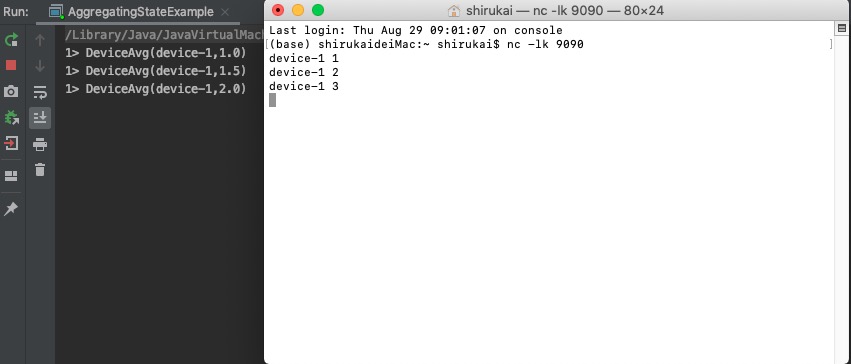 Run: AggregatingStateExample ×
/Library/Java/JavaVirtualMach
1> DeviceAvg(device-1,1.0)
1> DeviceAvg(device-1,1.5)
1> DeviceAvg(device-1,2.0)
shirukai — nc -lk 9090 — 80×24
Last login: Thu Aug 29 09:01:07 on console
[(base) shirukaideiMac:~ shirukai$ nc -lk 9090 ]
device-1 1
device-1 2
device-1 3